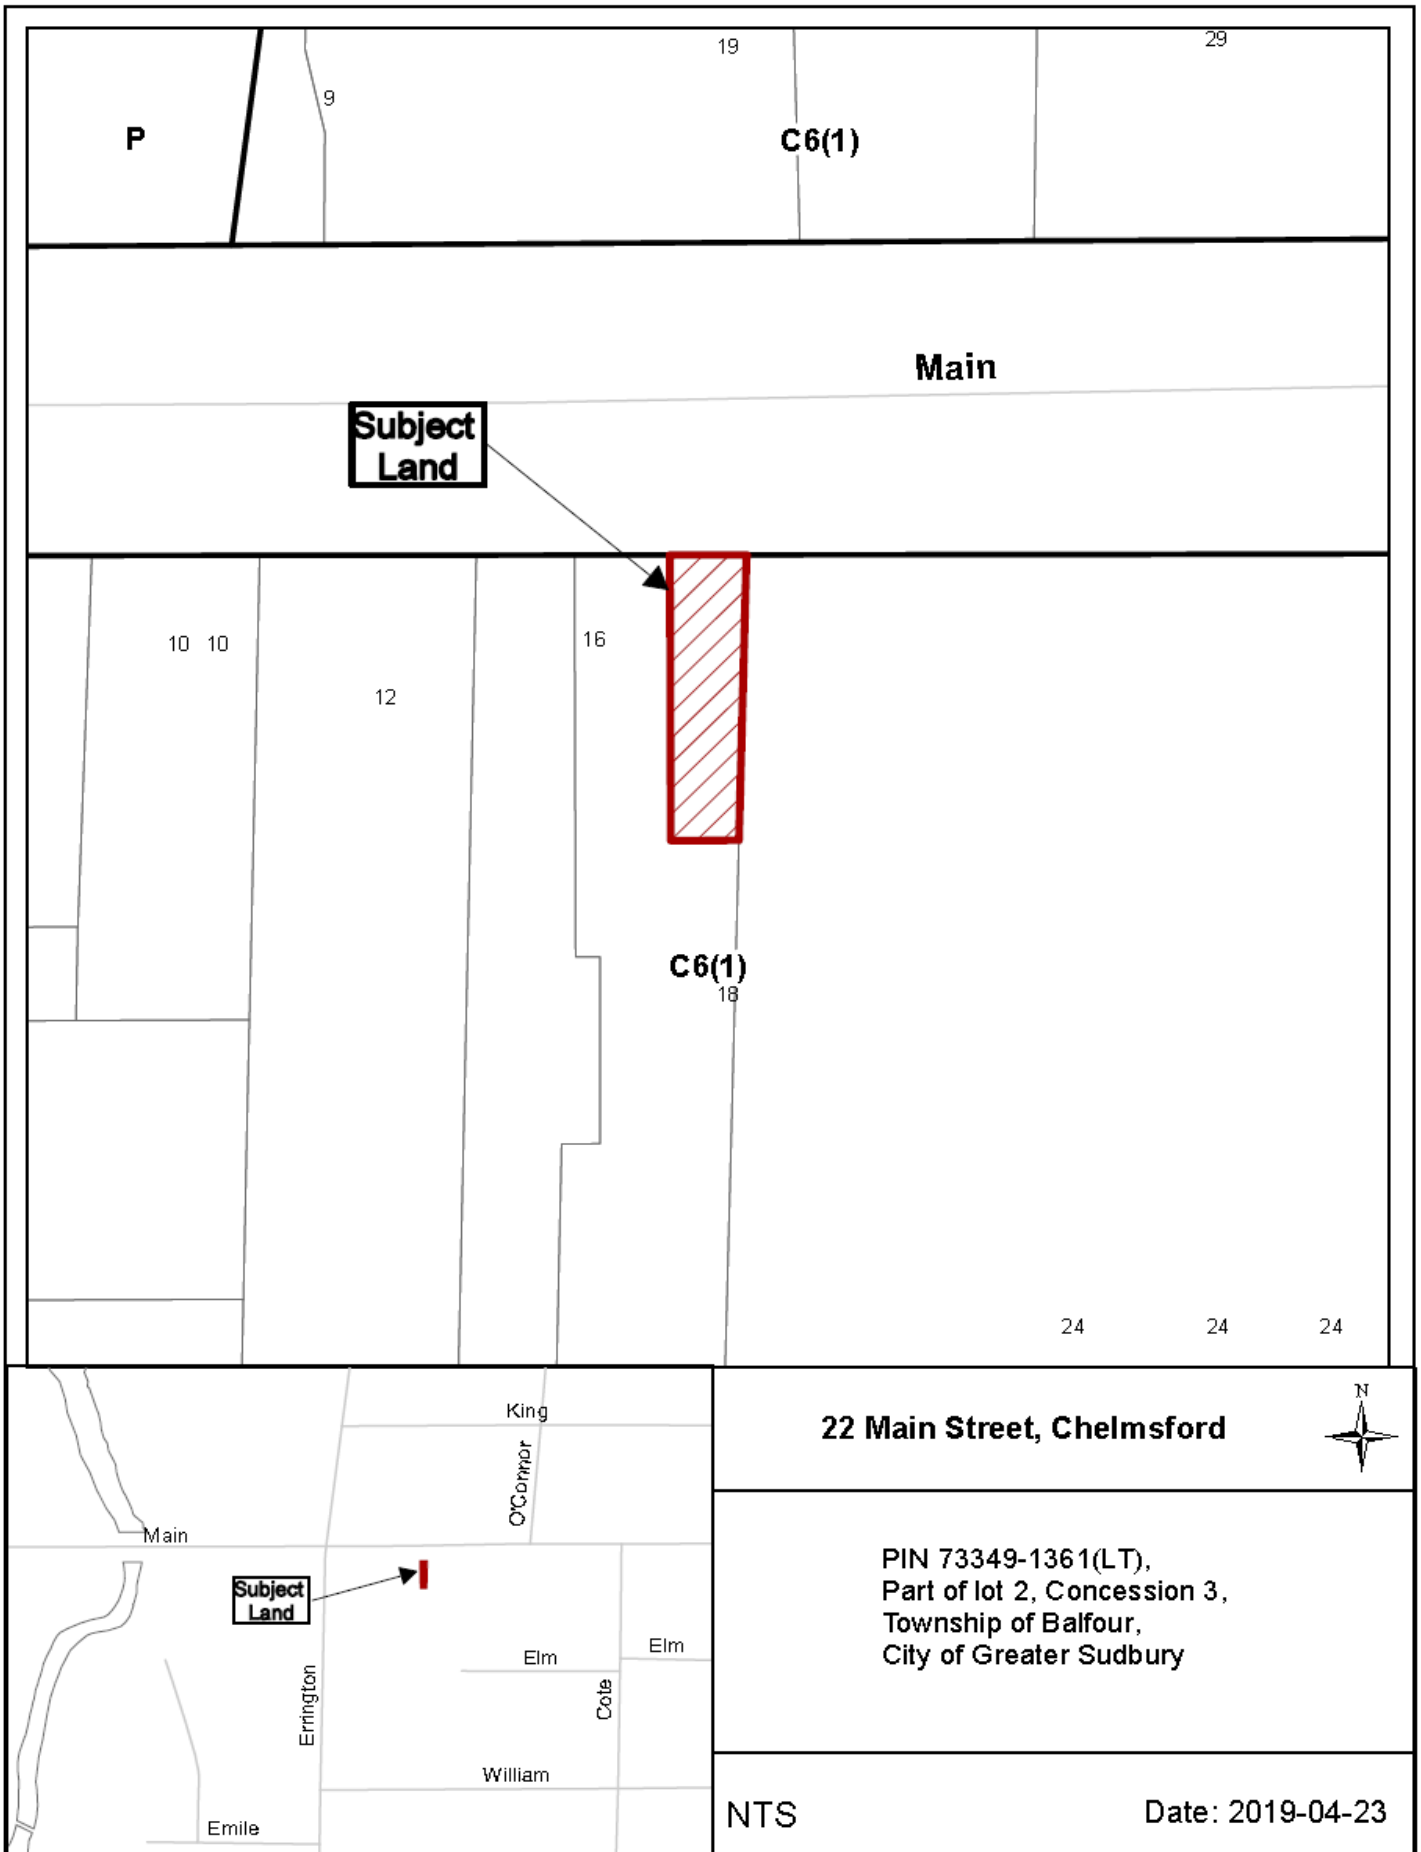 19
29
9
P
C6(1)
Main
Subject
Land
10 10
16
12
C6(1)
18
24 24 24
King
O'Connor
Main
Subject
Land
Elm
Elm
Errington
Cote
William
Emile
22 Main Street, Chelmsford
N
PIN 73349-1361(LT),
Part of lot 2, Concession 3,
Township of Balfour,
City of Greater Sudbury
NTS
Date: 2019-04-23